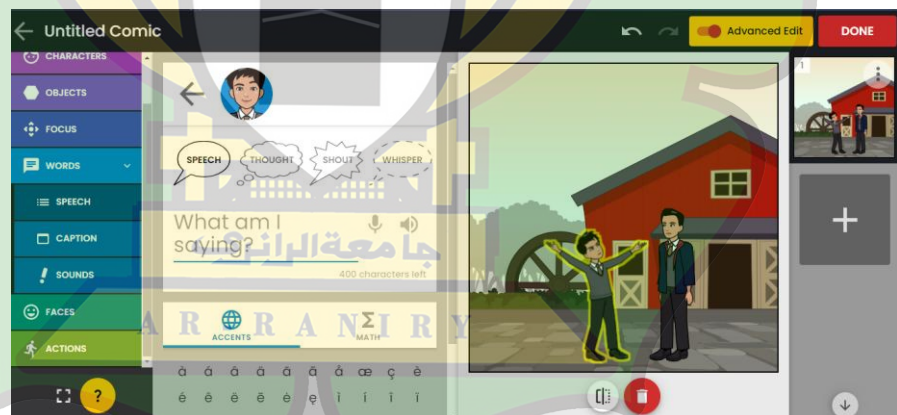 Untitled Comic
Advanced Edit
DONE
CHARACTERS
OBJECTS
FOCUS
WORDS
SPEECH
CAPTION
SOUNDS
FACES
ACTIONS
?
SPEECH
THOUGHT
SHOUT
WHISPER
What am I
saying?
400 characters left
جامعة الرانري
A R - R A N I R Y
ACCENTS
Σ
MATH
1
+